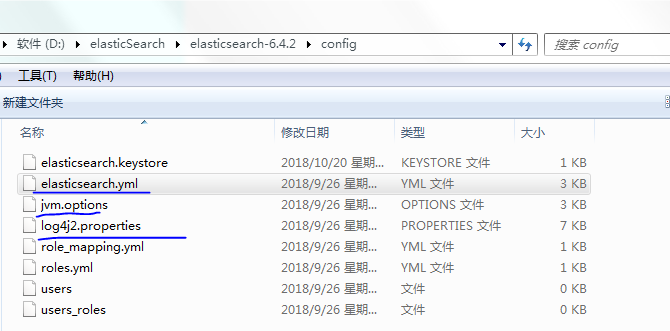 软件 (D:) elasticSearch elasticsearch-6.4.2 config 搜索 config
工具(T) 帮助(H)
新建文件夹
名称 修改日期 类型 大小
elasticsearch.keystore 2018/10/20 星期... KEYSTORE 文件 1 KB
elasticsearch.yml 2018/9/26 星期... YML 文件 3 KB
jvm.options 2018/9/26 星期... OPTIONS 文件 3 KB
log4j2.properties 2018/9/26 星期... PROPERTIES 文件 7 KB
role_mapping.yml 2018/9/26 星期... YML 文件 1 KB
roles.yml 2018/9/26 星期... YML 文件 1 KB
users 2018/9/26 星期... 文件 0 KB
users_roles 2018/9/26 星期... 文件 0 KB